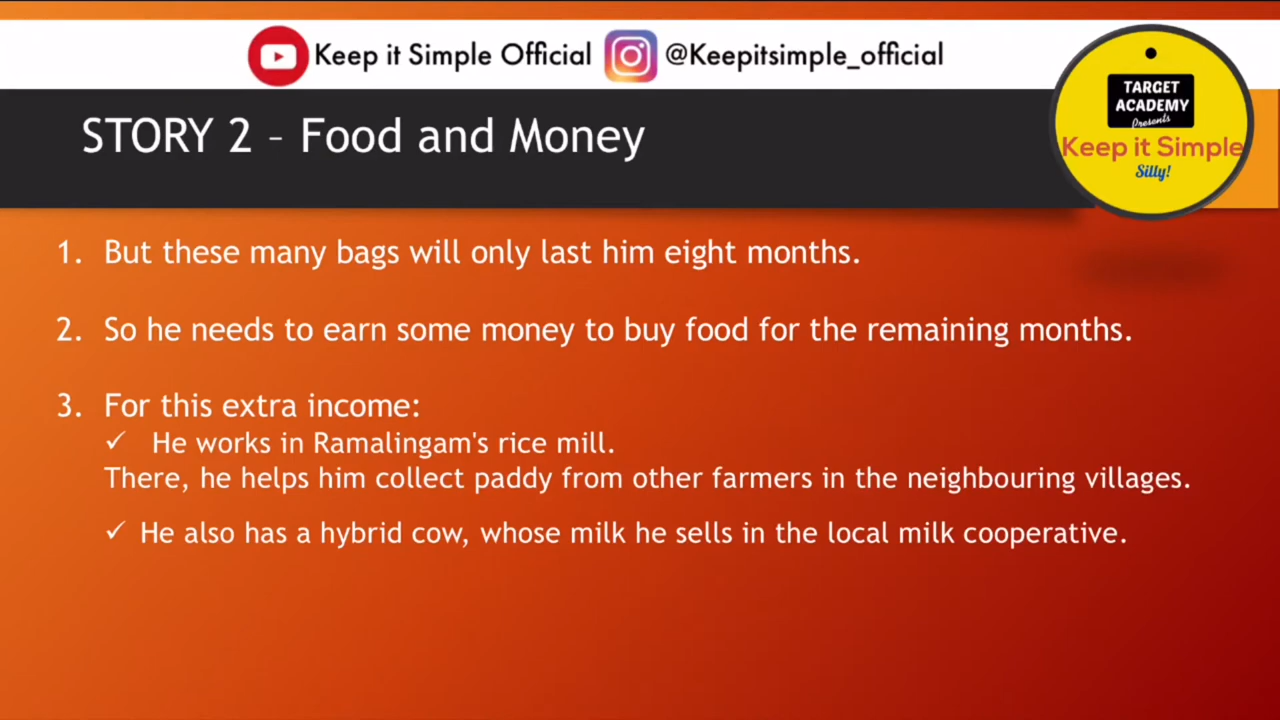 Keep it Simple Official @Keepitsimple_official
TARGET
ACADEMY
Presents
Keep it Simple
Silly!
STORY 2 – Food and Money
1. But these many bags will only last him eight months.
2. So he needs to earn some money to buy food for the remaining months.
3. For this extra income:
✓ He works in Ramalingam's rice mill.
There, he helps him collect paddy from other farmers in the neighbouring villages.
✓ He also has a hybrid cow, whose milk he sells in the local milk cooperative.